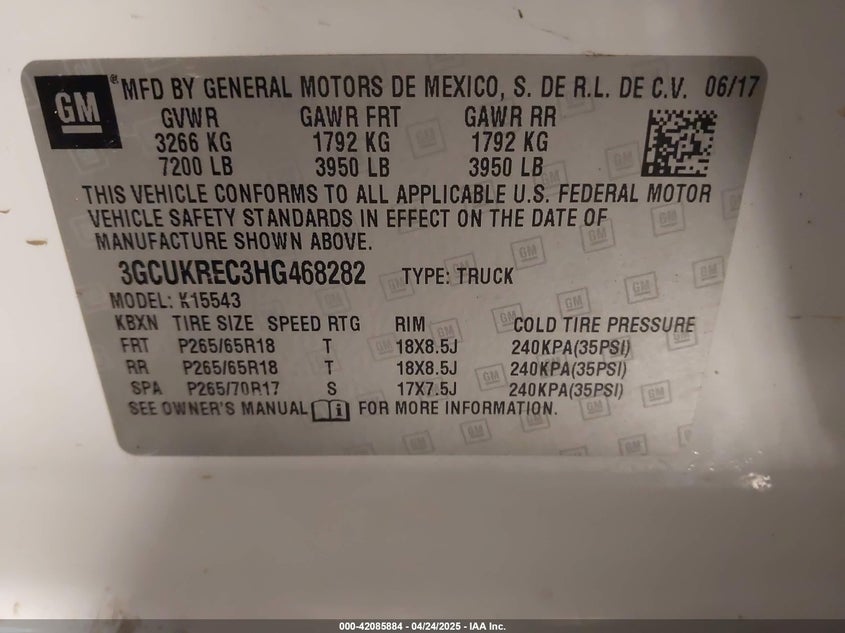 GM® MFD BY GENERAL MOTORS DE MEXICO, S. DE R.L. DE C.V. 06/17
GVWR GAWR FRT GAWR RR
3266 KG 1792 KG 1792 KG
7200 LB 3950 LB 3950 LB
THIS VEHICLE CONFORMS TO ALL APPLICABLE U.S. FEDERAL MOTOR
VEHICLE SAFETY STANDARDS IN EFFECT ON THE DATE OF
MANUFACTURE SHOWN ABOVE.
3GCUKREC3HG468282 TYPE: TRUCK
MODEL: K15543
KBXN TIRE SIZE SPEED RTG RIM COLD TIRE PRESSURE
FRT P265/65R18 T 18X8.5J 240KPA(35PSI)
RR P265/65R18 T 18X8.5J 240KPA(35PSI)
SPA P265/70R17 S 17X7.5J 240KPA(35PSI)
SEE OWNER'S MANUAL i FOR MORE INFORMATION.
000-42085884 - 04/24/2025 - IAA Inc.